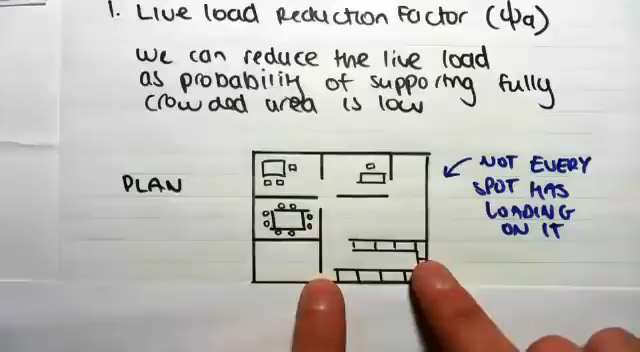 1. Live load Reduction Factor (ψa)
We can reduce the live load
as probability of supporting fully
crowded area is low
PLAN
NOT EVERY
SPOT HAS
LOADING
ON IT